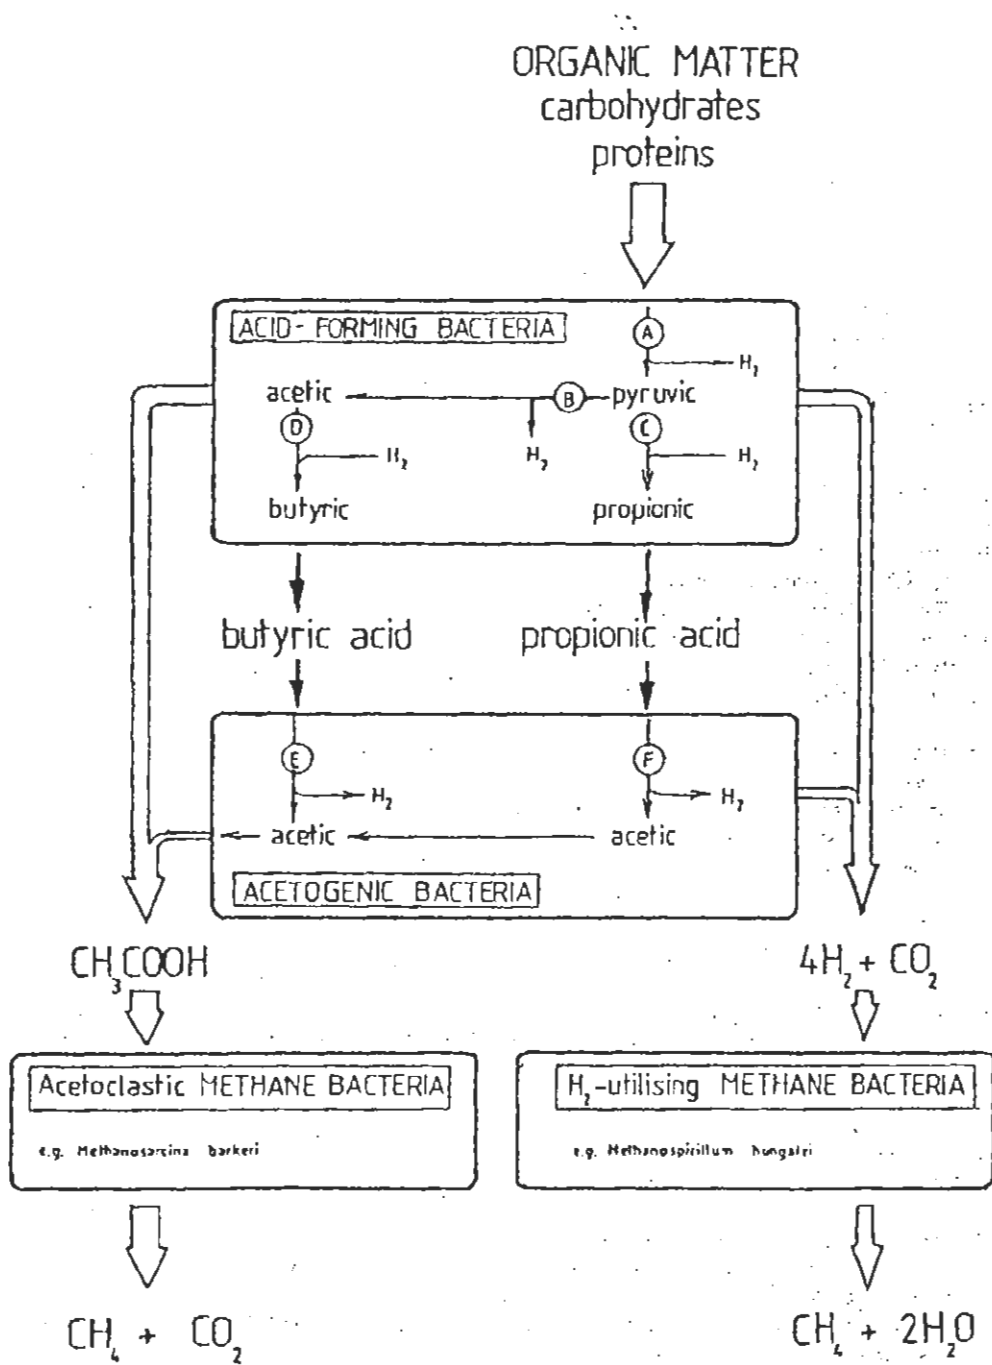 ORGANIC MATTER
carbohydrates
proteins
ACID-FORMING BACTERIA
A
H₂
acetic
B
pyruvic
D
C
H₂
H₂
H₂
butyric
propionic
butyric acid
propionic acid
E
F
H₂
H₂
acetic
acetic
ACETOGENIC BACTERIA
CH₃COOH
4H₂ + CO₂
Acetoclastic METHANE BACTERIA
e.g. Methanosarcina barkeri
H₂-utilising METHANE BACTERIA
e.g. Methanospirillum hungatei
CH₄ + CO₂
CH₄ + 2H₂O